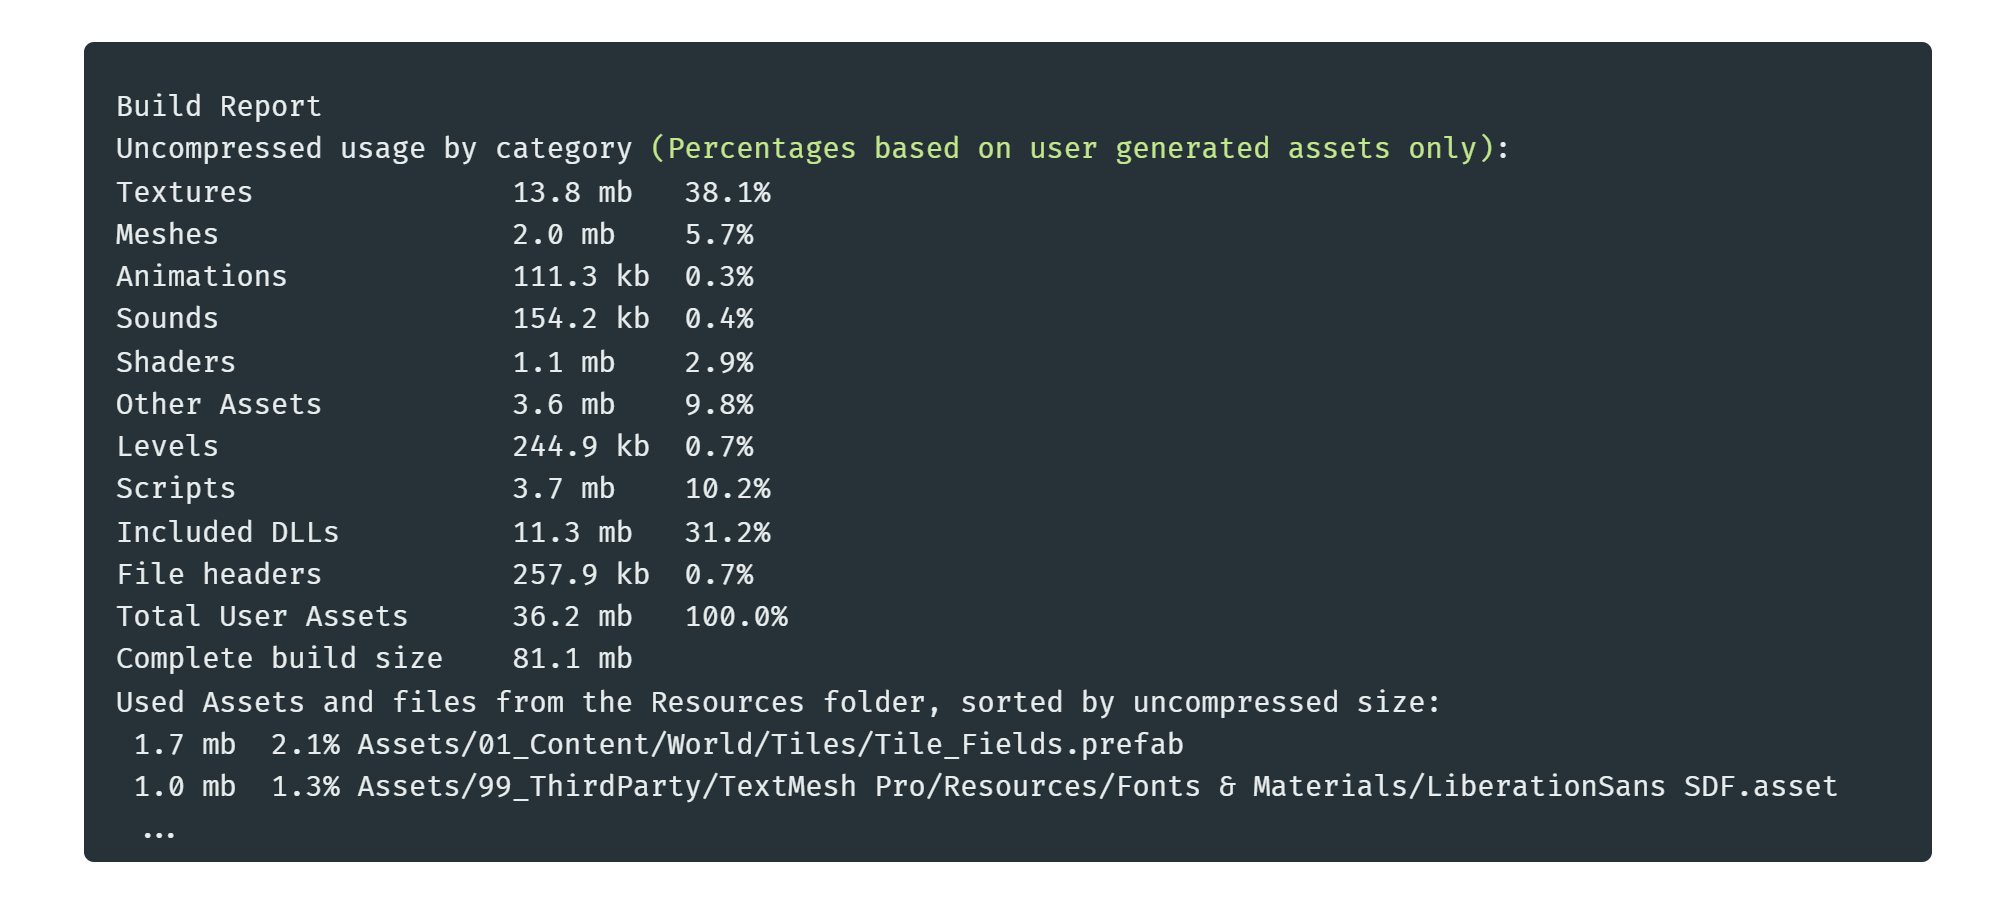 Build Report
Uncompressed usage by category (Percentages based on user generated assets only):
Textures               13.8 mb   38.1%
Meshes                 2.0 mb    5.7%
Animations             111.3 kb  0.3%
Sounds                 154.2 kb  0.4%
Shaders                1.1 mb    2.9%
Other Assets           3.6 mb    9.8%
Levels                 244.9 kb  0.7%
Scripts                3.7 mb    10.2%
Included DLLs          11.3 mb   31.2%
File headers           257.9 kb  0.7%
Total User Assets      36.2 mb   100.0%
Complete build size    81.1 mb
Used Assets and files from the Resources folder, sorted by uncompressed size:
 1.7 mb  2.1% Assets/01_Content/World/Tiles/Tile_Fields.prefab
 1.0 mb  1.3% Assets/99_ThirdParty/TextMesh Pro/Resources/Fonts & Materials/LiberationSans SDF.asset
 ...